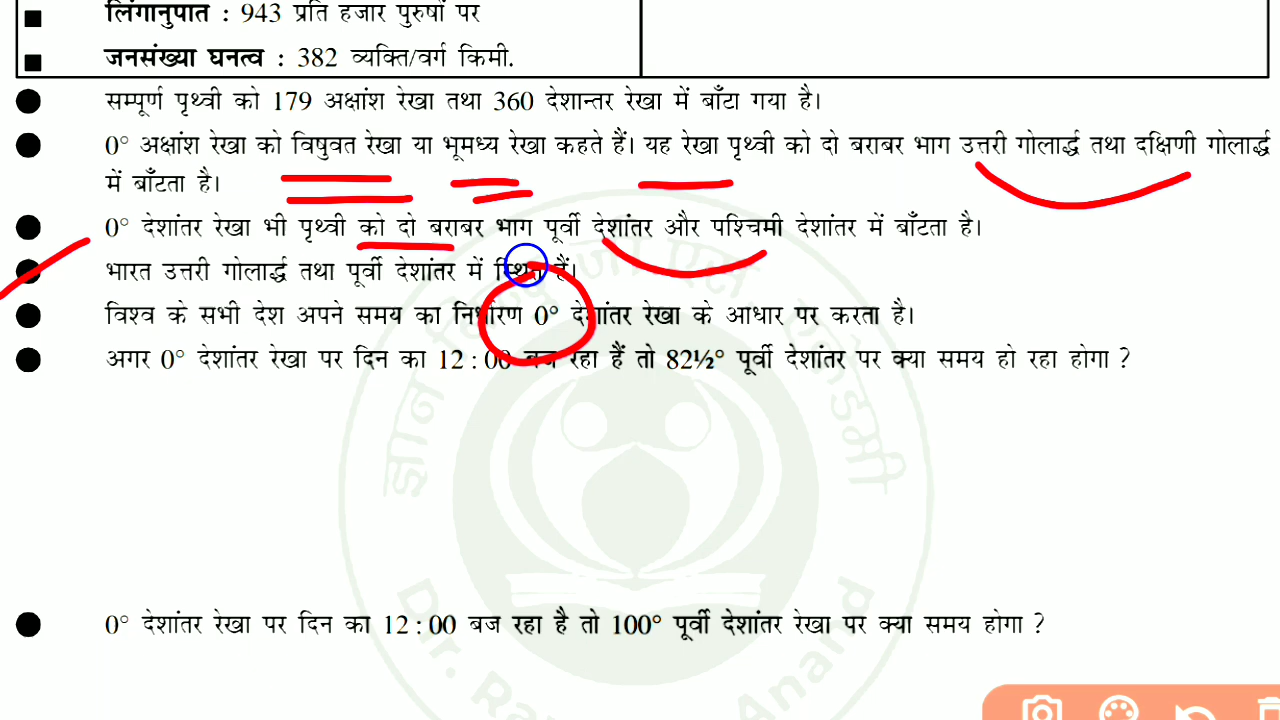 लिंगानुपात : 943 प्रति हजार पुरुषों पर
जनसंख्या घनत्व : 382 व्यक्ति/वर्ग किमी.
सम्पूर्ण पृथ्वी को 179 अक्षांश रेखा तथा 360 देशान्तर रेखा में बाँटा गया है।
0° अक्षांश रेखा को विषुवत रेखा या भूमध्य रेखा कहते हैं। यह रेखा पृथ्वी को दो बराबर भाग उत्तरी गोलार्द्ध तथा दक्षिणी गोलार्द्ध
में बाँटता है।
0° देशांतर रेखा भी पृथ्वी को दो बराबर भाग पूर्वी देशांतर और पश्चिमी देशांतर में बाँटता है।
भारत उत्तरी गोलार्द्ध तथा पूर्वी देशांतर में स्थित हैं।
विश्व के सभी देश अपने समय का निर्धारण 0° देशांतर रेखा के आधार पर करता है।
अगर 0° देशांतर रेखा पर दिन का 12 : 00 बज रहा हैं तो 82½° पूर्वी देशांतर पर क्या समय हो रहा होगा ?
0° देशांतर रेखा पर दिन का 12 : 00 बज रहा है तो 100° पूर्वी देशांतर रेखा पर क्या समय होगा ?